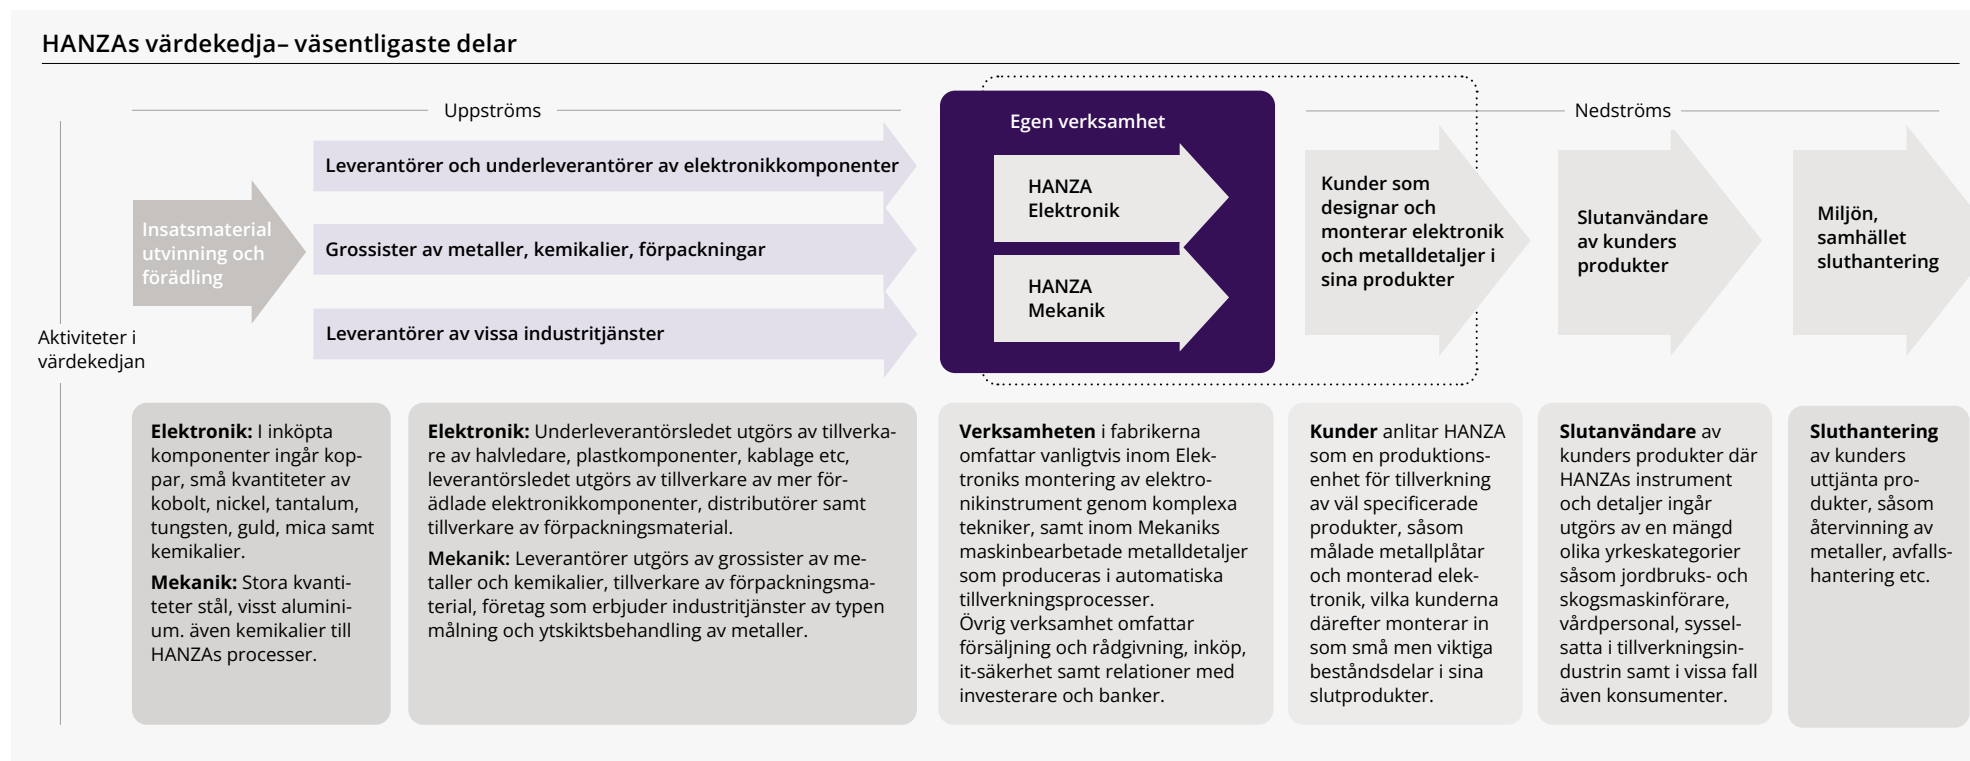 HANZAs värdekedja– väsentligaste delar
Uppströms
Egen verksamhet
Nedströms
Aktiviteter i
värdekedjan
Insatsmaterial
utvinning och
förädling
Leverantörer och underleverantörer av elektronikkomponenter
Grossister av metaller, kemikalier, förpackningar
Leverantörer av vissa industritjänster
HANZA
Elektronik
HANZA
Mekanik
Kunder som
designar och
monterar elektronik
och metalldetaljer i
sina produkter
Slutanvändare
av kunders
produkter
Miljön,
samhället
sluthantering
Elektronik: I inköpta
komponenter ingår kop-
par, små kvantiteter av
kobolt, nickel, tantalum,
tungsten, guld, mica samt
kemikalier.
Mekanik: Stora kvanti-
teter stål, visst alumini-
um. även kemikalier till
HANZAs processer.
Elektronik: Underleverantörsledet utgörs av tillverka-
re av halvledare, plastkomponenter, kablage etc,
leverantörsledet utgörs av tillverkare av mer för-
ädlade elektronikkomponenter, distributörer samt
tillverkare av förpackningsmaterial.
Mekanik: Leverantörer utgörs av grossister av me-
taller och kemikalier, tillverkare av förpackningsma-
terial, företag som erbjuder industritjänster av typen
målning och ytskiktsbehandling av metaller.
Verksamheten i fabrikerna
omfattar vanligtvis inom Elek-
troniks montering av elektro-
nikinstrument genom komplexa
tekniker, samt inom Mekaniks
maskinbearbetade metalldetaljer
som produceras i automatiska
tillverkningsprocesser.
Övrig verksamhet omfattar
försäljning och rådgivning, inköp,
it-säkerhet samt relationer med
investerare och banker.
Kunder anlitar HANZA
som en produktions-
enhet för tillverkning
av väl specificerade
produkter, såsom
målade metallplåtar
och monterad elek-
tronik, vilka kunderna
därefter monterar in
som små men viktiga
beståndsdelar i sina
slutprodukter.
Slutanvändare av
kunders produkter där
HANZAs instrument
och detaljer ingår
utgörs av en mängd
olika yrkeskategorier
såsom jordbruks- och
skogsmaskinförare,
vårdpersonal, syssel-
satta i tillverkningsin-
dustrin samt i vissa fall
även konsumenter.
Sluthantering
av kunders
uttjänta pro-
dukter, såsom
återvinning av
metaller, avfalls-
hantering etc.